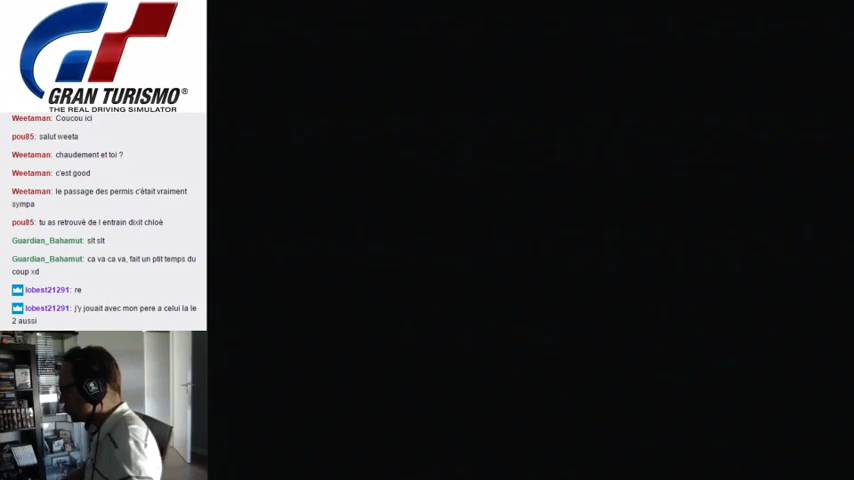 GRAN TURISMO®
THE REAL DRIVING SIMULATOR
Weetaman: Coucou ici
pou85: salut weeta
Weetaman: chaudement et toi ?
Weetaman: c'est good
Weetaman: le passage des permis c'était vraiment
sympa
pou85: tu as retrouvé de l entrain dixit chloé
Guardian_Bahamut: slt slt
Guardian_Bahamut: ca va ca va, fait un ptit temps du
coup xd
lobest21291: re
lobest21291: j'y jouait avec mon pere a celui la le
2 aussi